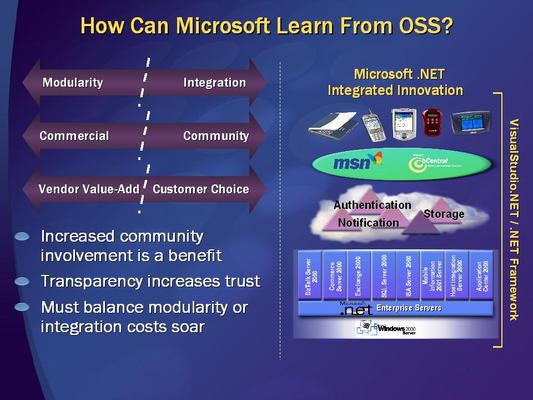 How Can Microsoft Learn From OSS?
Modularity Integration
Commercial Community
Vendor Value-Add Customer Choice
Increased community
involvement is a benefit
Transparency increases trust
Must balance modularity or
integration costs soar
Microsoft .NET
Integrated Innovation
msn
bCentral
Authentication
Notification
Storage
BizTalk Server
2000
Commerce
Server 2000
Exchange 2000
SQL Server 2000
ISA Server 2000
Mobile
Information
2001 Server
Host Integration
Server 2000
Application
Center 2000
Microsoft
.net
Enterprise Servers
Windows 2000
Server
VisualStudio.NET / .NET Framework